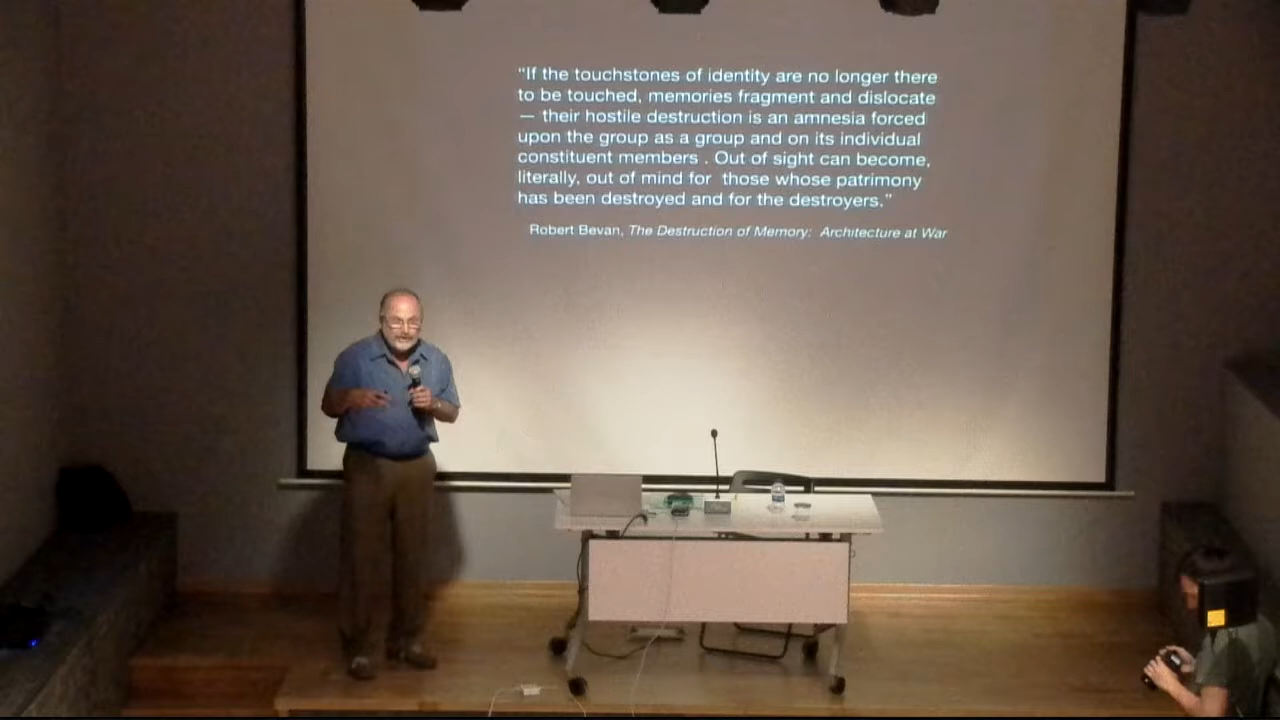 "If the touchstones of identity are no longer there
to be touched, memories fragment and dislocate
— their hostile destruction is an amnesia forced
upon the group as a group and on its individual
constituent members . Out of sight can become,
literally, out of mind for  those whose patrimony
has been destroyed and for the destroyers."
Robert Bevan, The Destruction of Memory:  Architecture at War